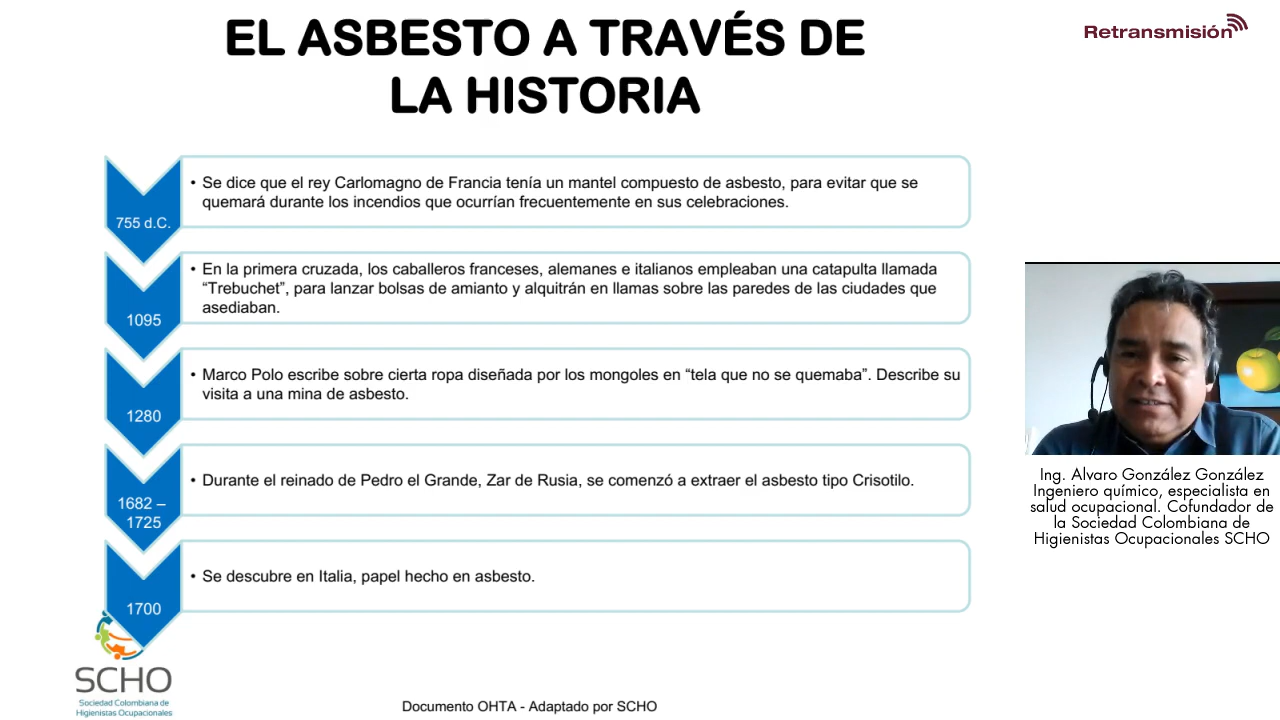 EL ASBESTO A TRAVÉS DE
LA HISTORIA
Retransmisión
755 d.C.
• Se dice que el rey Carlomagno de Francia tenía un mantel compuesto de asbesto, para evitar que se
quemará durante los incendios que ocurrían frecuentemente en sus celebraciones.
1095
• En la primera cruzada, los caballeros franceses, alemanes e italianos empleaban una catapulta llamada
“Trebuchet”, para lanzar bolsas de amianto y alquitrán en llamas sobre las paredes de las ciudades que
asediaban.
1280
• Marco Polo escribe sobre cierta ropa diseñada por los mongoles en “tela que no se quemaba”. Describe su
visita a una mina de asbesto.
1682 –
1725
• Durante el reinado de Pedro el Grande, Zar de Rusia, se comenzó a extraer el asbesto tipo Crisotilo.
1700
• Se descubre en Italia, papel hecho en asbesto.
Ing. Alvaro González González
Ingeniero químico, especialista en
salud ocupacional. Cofundador de
la Sociedad Colombiana de
Higienistas Ocupacionales SCHO
SCHO
Sociedad Colombiana de
Higienistas Ocupacionales
Documento OHTA - Adaptado por SCHO